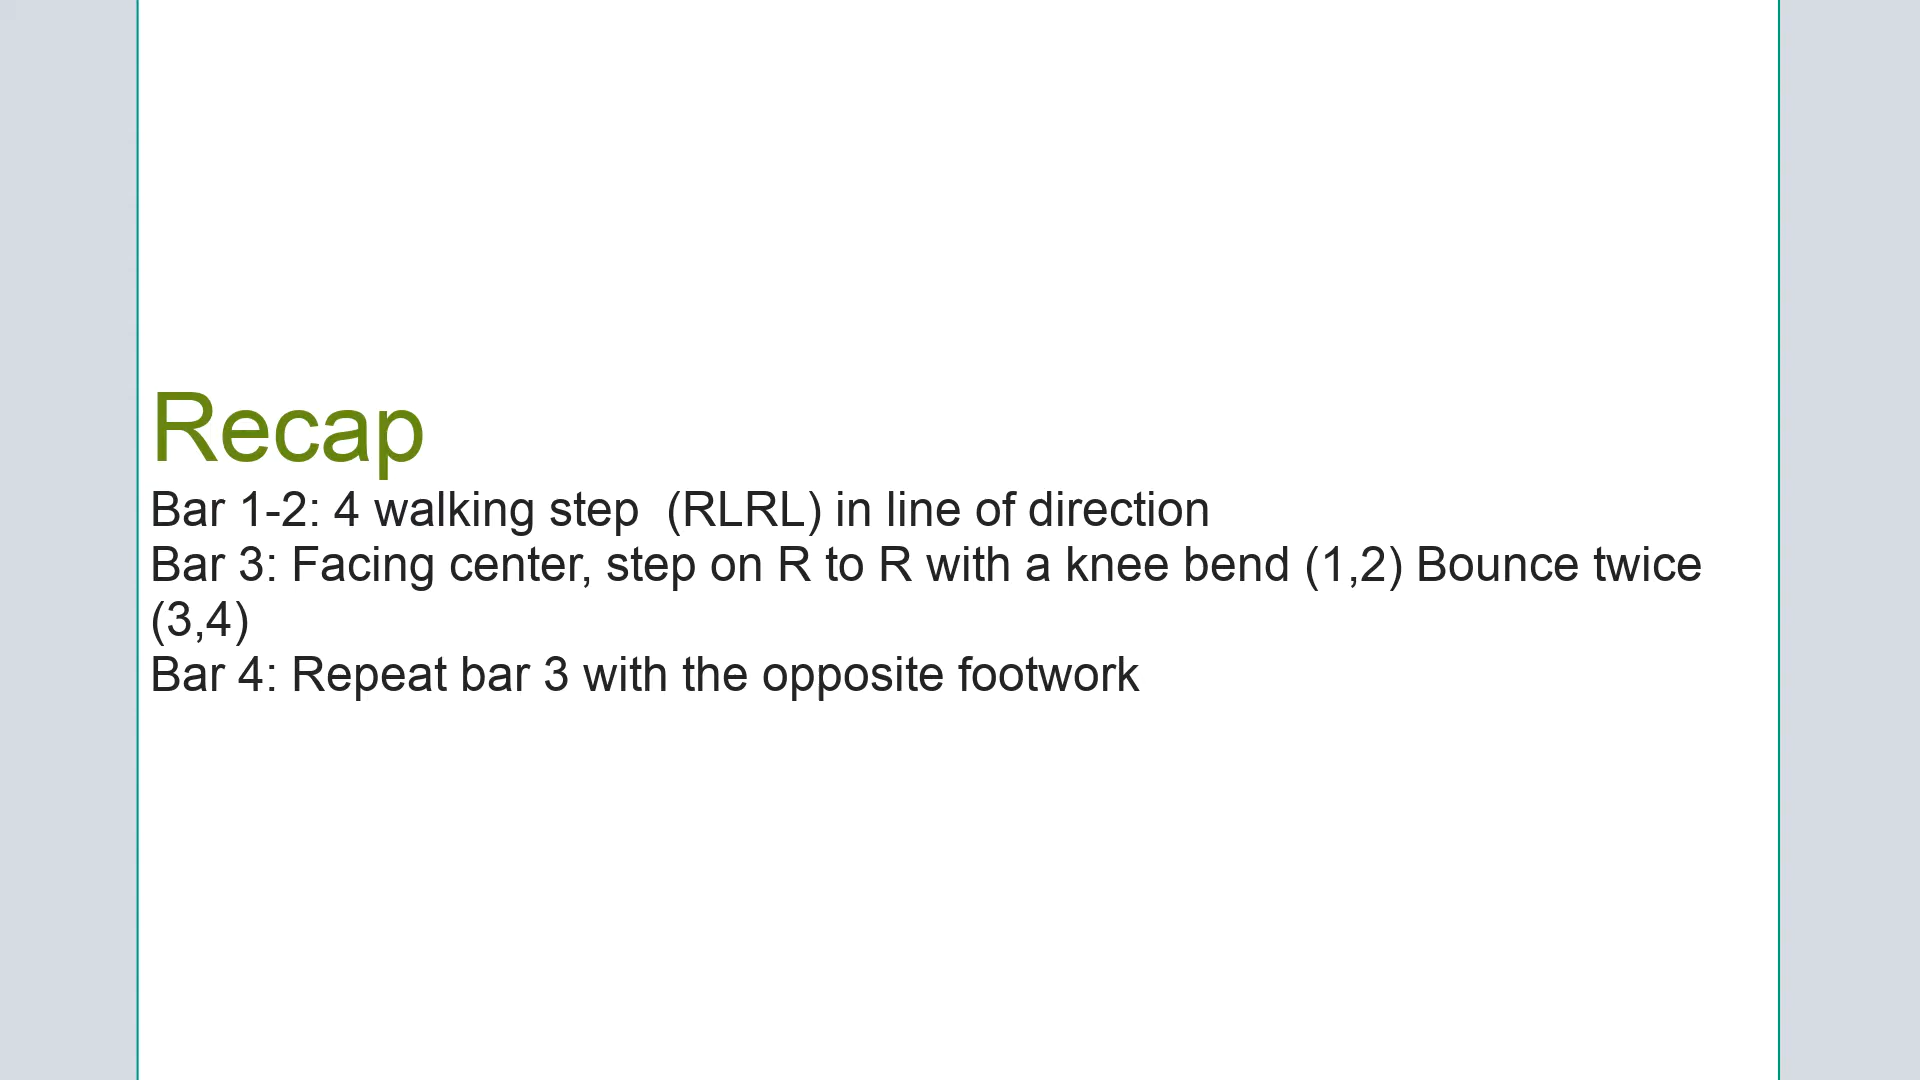 Recap
Bar 1-2: 4 walking step  (RLRL) in line of direction
Bar 3: Facing center, step on R to R with a knee bend (1,2) Bounce twice
(3,4)
Bar 4: Repeat bar 3 with the opposite footwork